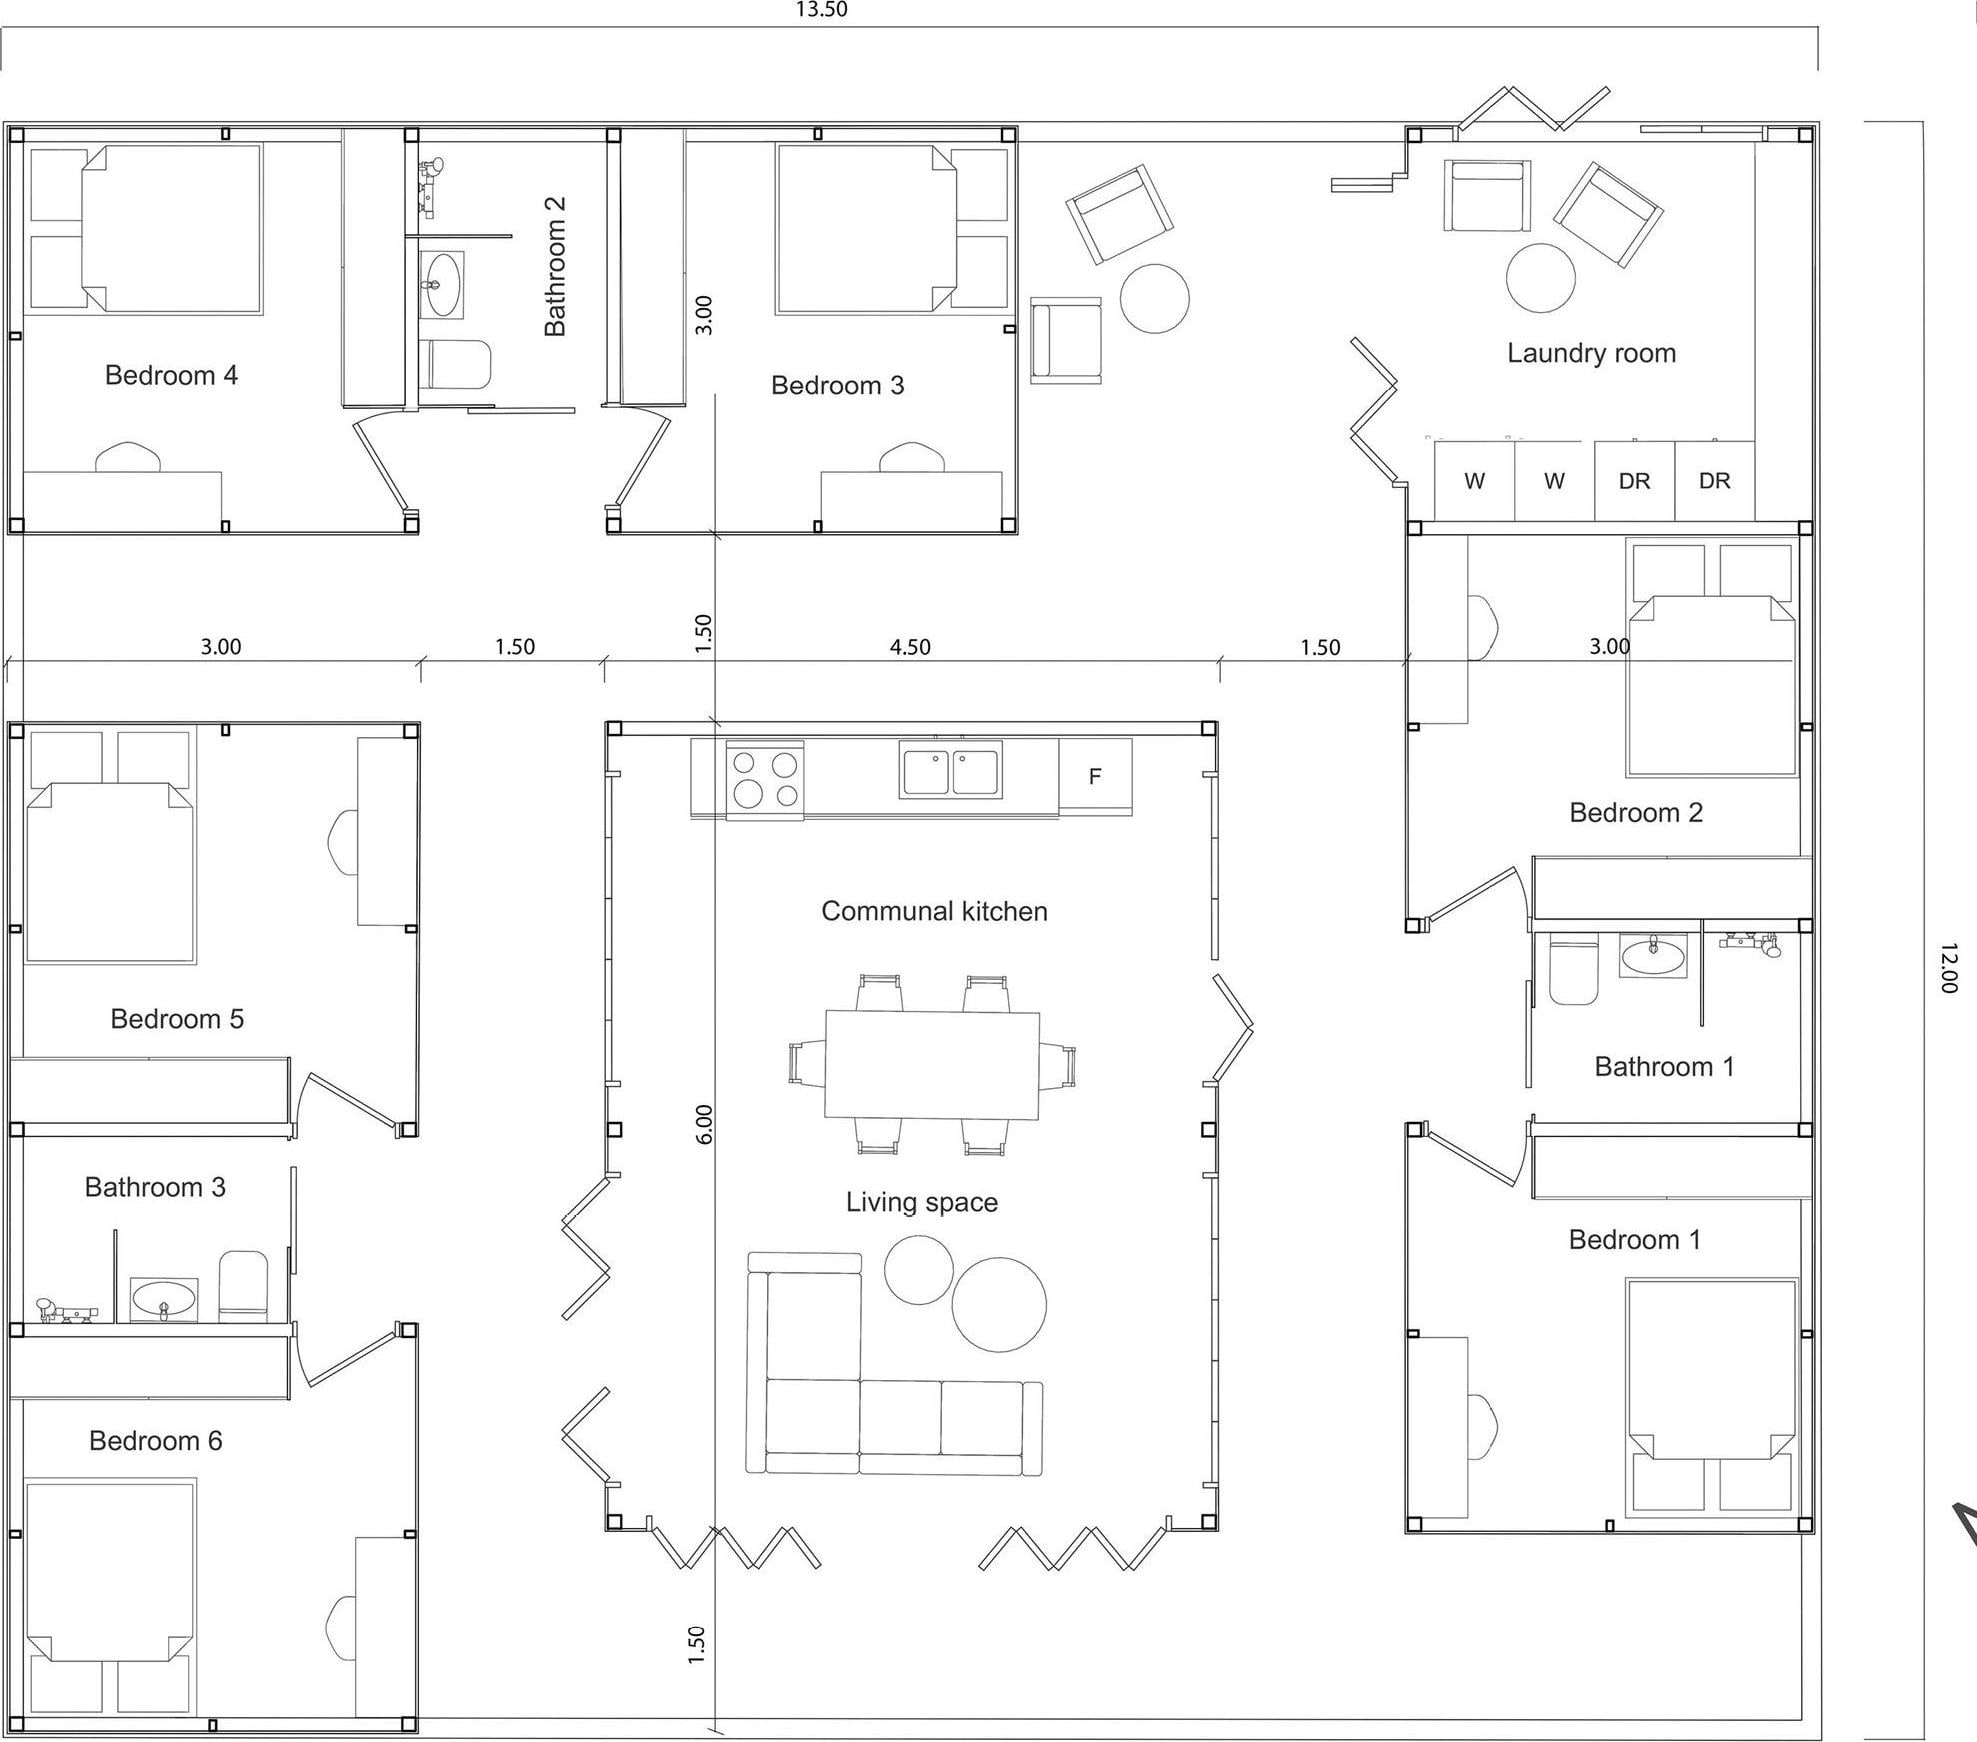 13.50
Bathroom 2
3.00
Laundry room
Bedroom 4
Bedroom 3
W
W
DR
DR
1.50
3.00
1.50
4.50
1.50
3.00
F
Bedroom 2
Communal kitchen
12.00
Bedroom 5
Bathroom 1
6.00
Bathroom 3
Living space
Bedroom 1
Bedroom 6
1.50